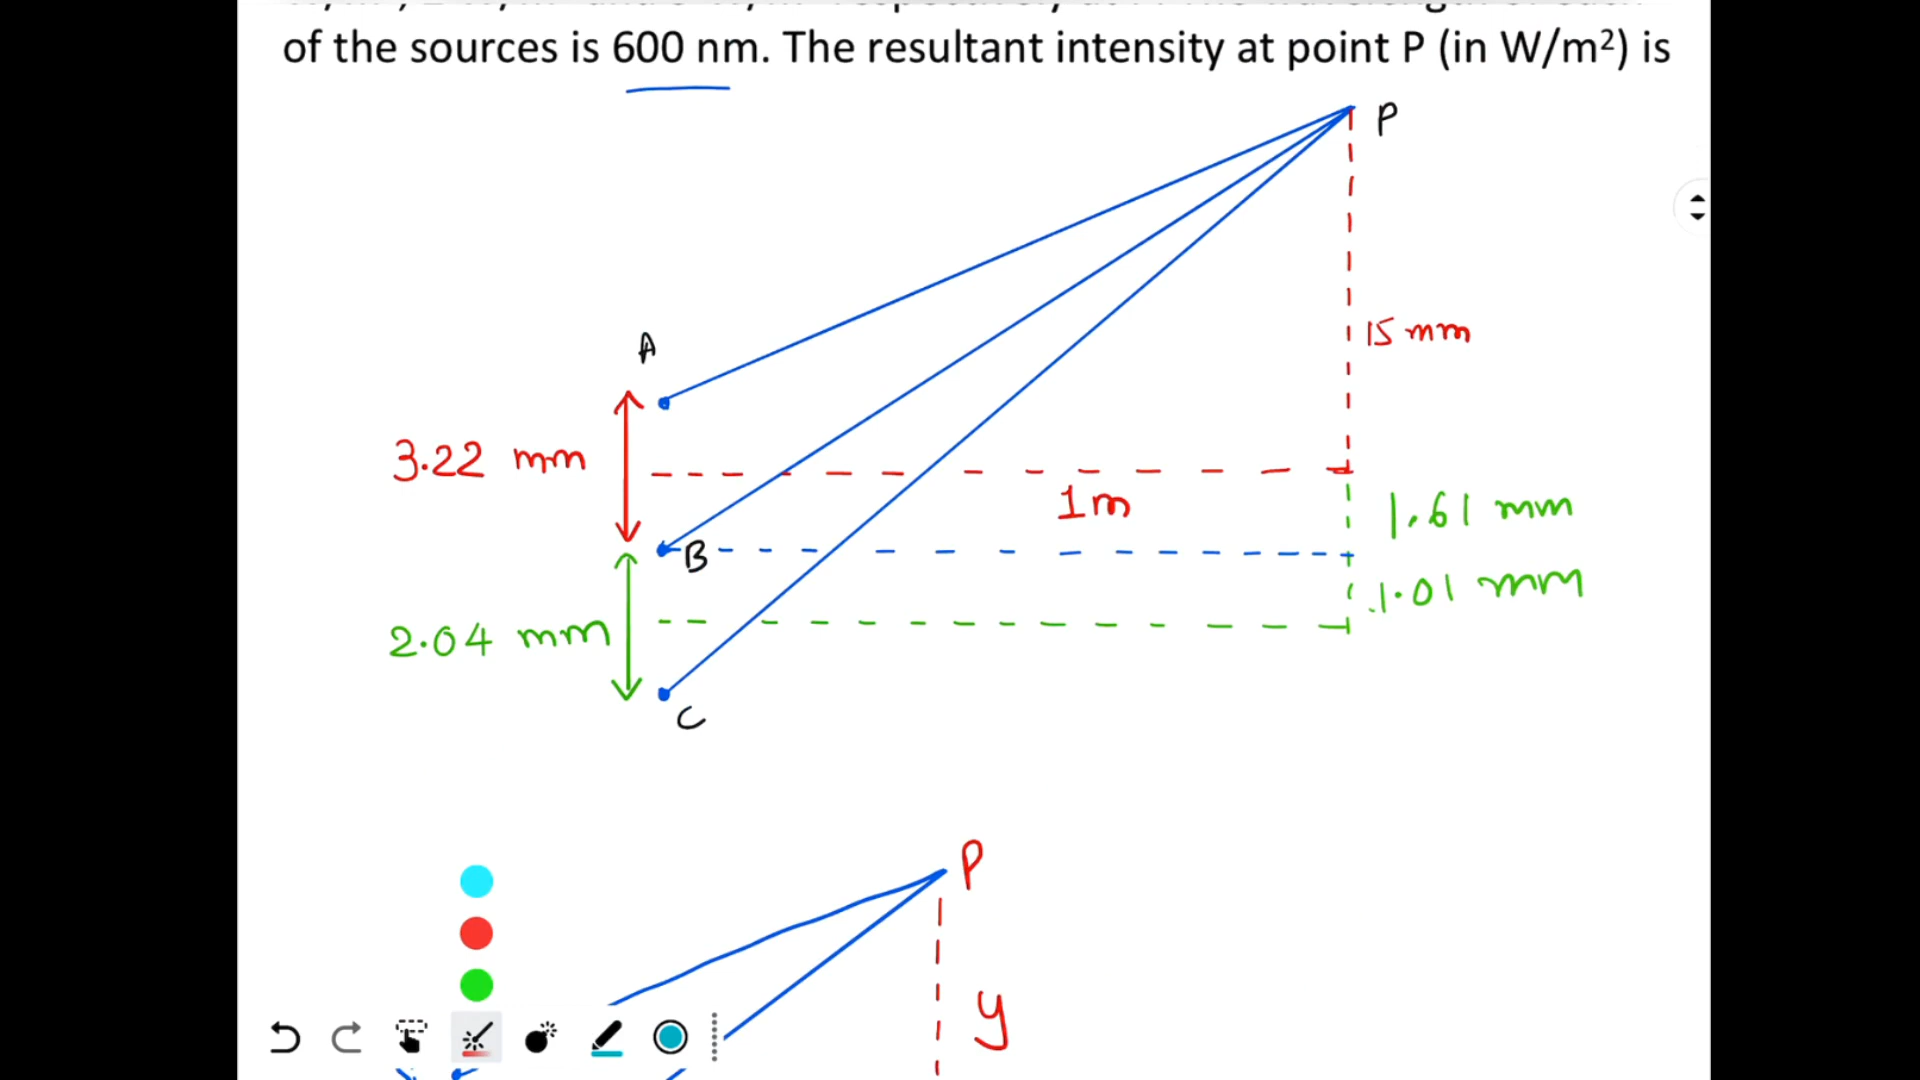 of the sources is 600 nm. The resultant intensity at point P (in W/m²) is
P
15 mm
A
3.22 mm
1m
1.61 mm
B
1.01 mm
2.04 mm
C
P
y